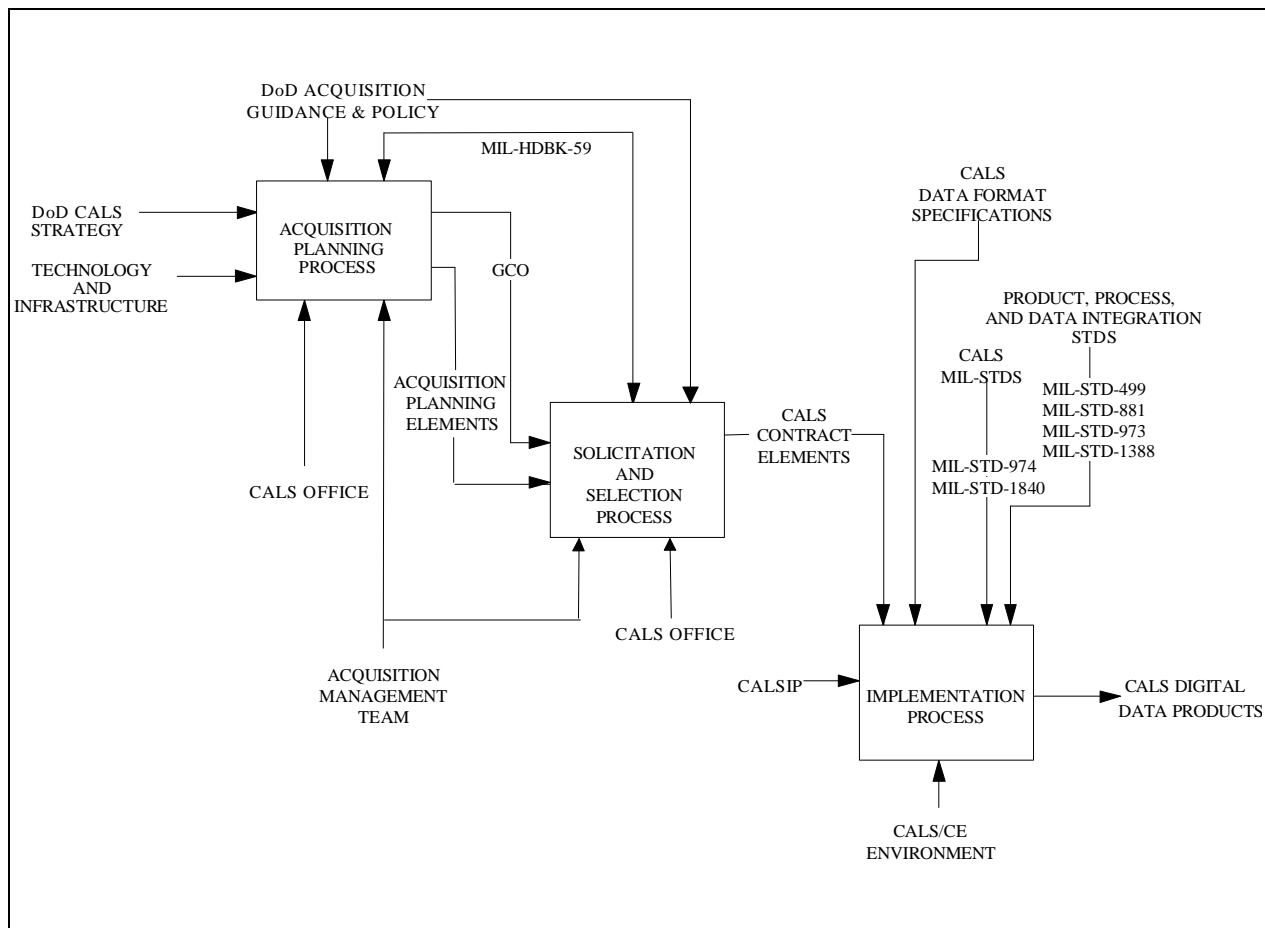 DoD ACQUISITION
GUIDANCE & POLICY
MIL-HDBK-59
DoD CALS
STRATEGY
TECHNOLOGY
AND
INFRASTRUCTURE
ACQUISITION
PLANNING
PROCESS
GCO
CALS
DATA FORMAT
SPECIFICATIONS
PRODUCT, PROCESS,
AND DATA INTEGRATION
STDS
CALS
MIL-STDS
MIL-STD-499
MIL-STD-881
MIL-STD-973
MIL-STD-1388
MIL-STD-974
MIL-STD-1840
ACQUISITION
PLANNING
ELEMENTS
CALS OFFICE
SOLICITATION
AND
SELECTION
PROCESS
CALS
CONTRACT
ELEMENTS
CALS OFFICE
ACQUISITION
MANAGEMENT
TEAM
CALSIP
IMPLEMENTATION
PROCESS
CALS DIGITAL
DATA PRODUCTS
CALS/CE
ENVIRONMENT